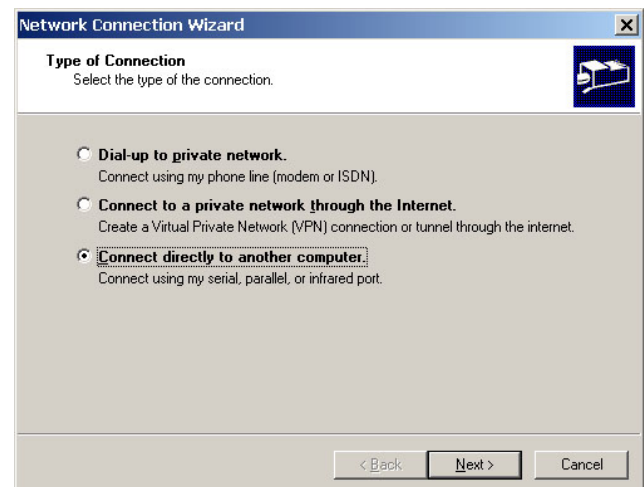 Network Connection Wizard
Type of Connection
Select the type of the connection.
Dial-up to private network.
Connect using my phone line (modem or ISDN).
Connect to a private network through the Internet.
Create a Virtual Private Network (VPN) connection or tunnel through the internet.
Connect directly to another computer.
Connect using my serial, parallel, or infrared port.
< Back Next > Cancel